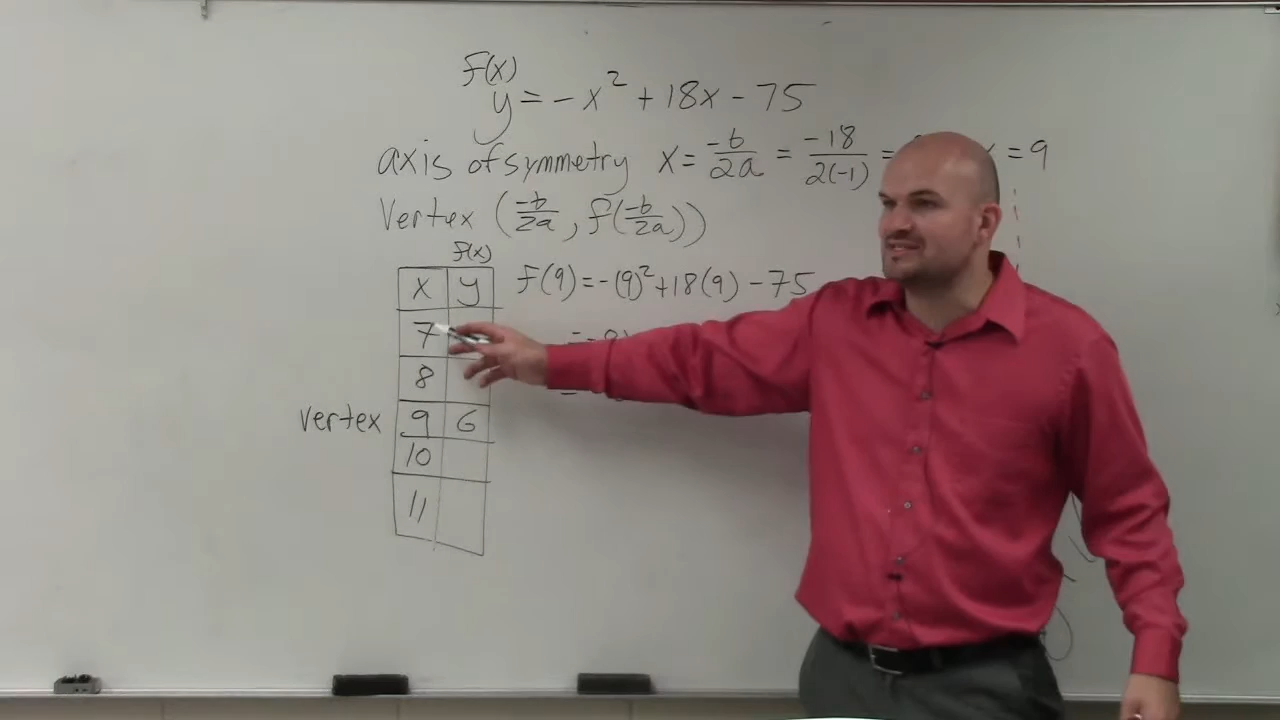 f(x)
y = -x² + 18x - 75
axis of symmetry x = -b/2a = -18/2(-1) = = 9
Vertex (-b/2a, f(-b/2a))
f(x)
x y
f(9) = -(9)² + 18(9) - 75
7
8
vertex 9 6
10
11